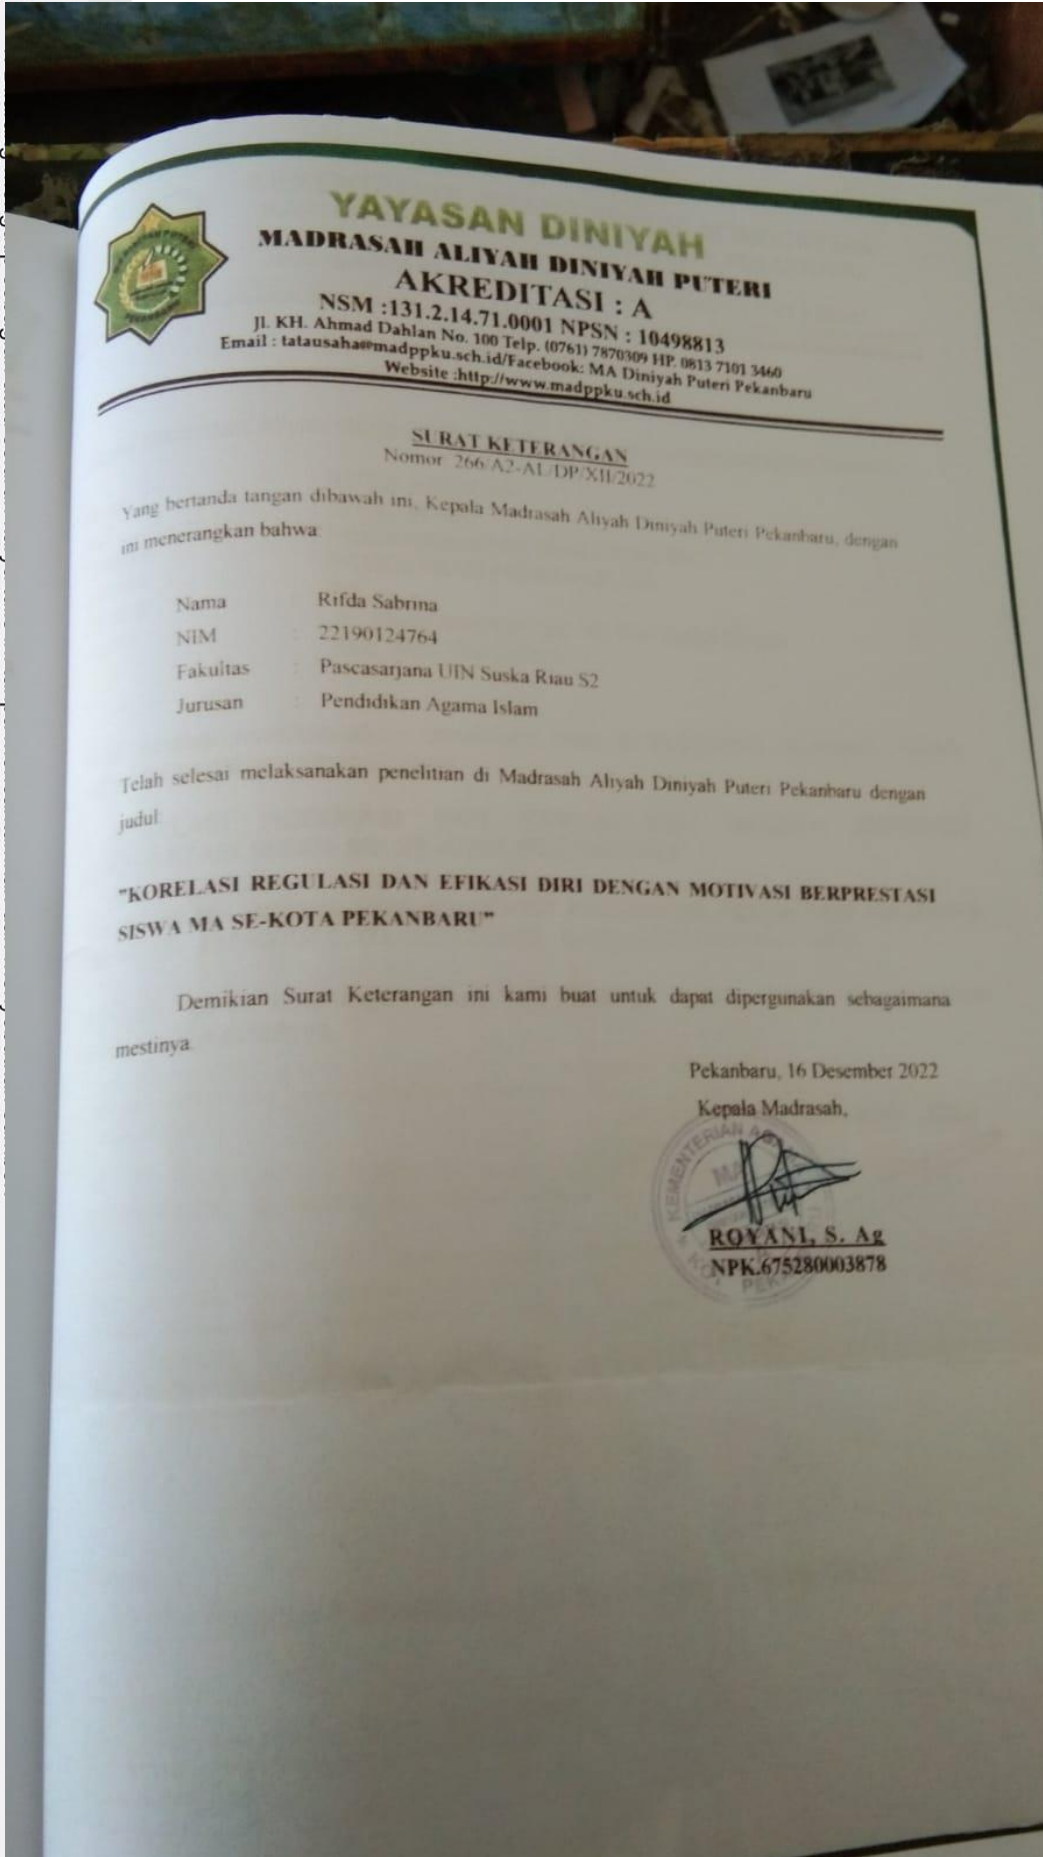 YAYASAN DINIYAH
MADRASAH ALIYAH DINIYAH PUTERI
AKREDITASI : A
NSM :131.2.14.71.0001 NPSN : 10498813
Jl. KH. Ahmad Dahlan No. 100 Telp. (0761) 7870309 HP. 0813 7101 3460
Email : tatausaha@madppku.sch.id/Facebook: MA Diniyah Puteri Pekanbaru
Website :http://www.madppku.sch.id
SURAT KETERANGAN
Nomor 266/A2-AL/DP/XII/2022
Yang bertanda tangan dibawah ini, Kepala Madrasah Aliyah Diniyah Puteri Pekanbaru, dengan
ini menerangkan bahwa:
Nama Rifda Sabrina
NIM : 22190124764
Fakultas : Pascasarjana UIN Suska Riau S2
Jurusan : Pendidikan Agama Islam
Telah selesai melaksanakan penelitian di Madrasah Aliyah Diniyah Puteri Pekanbaru dengan
judul:
"KORELASI REGULASI DAN EFIKASI DIRI DENGAN MOTIVASI BERPRESTASI
SISWA MA SE-KOTA PEKANBARU"
Demikian Surat Keterangan ini kami buat untuk dapat dipergunakan sebagaimana
mestinya.
Pekanbaru, 16 Desember 2022
Kepala Madrasah,
KEMENTERIAN
MA
ROYANI, S. Ag
NPK.675280003878